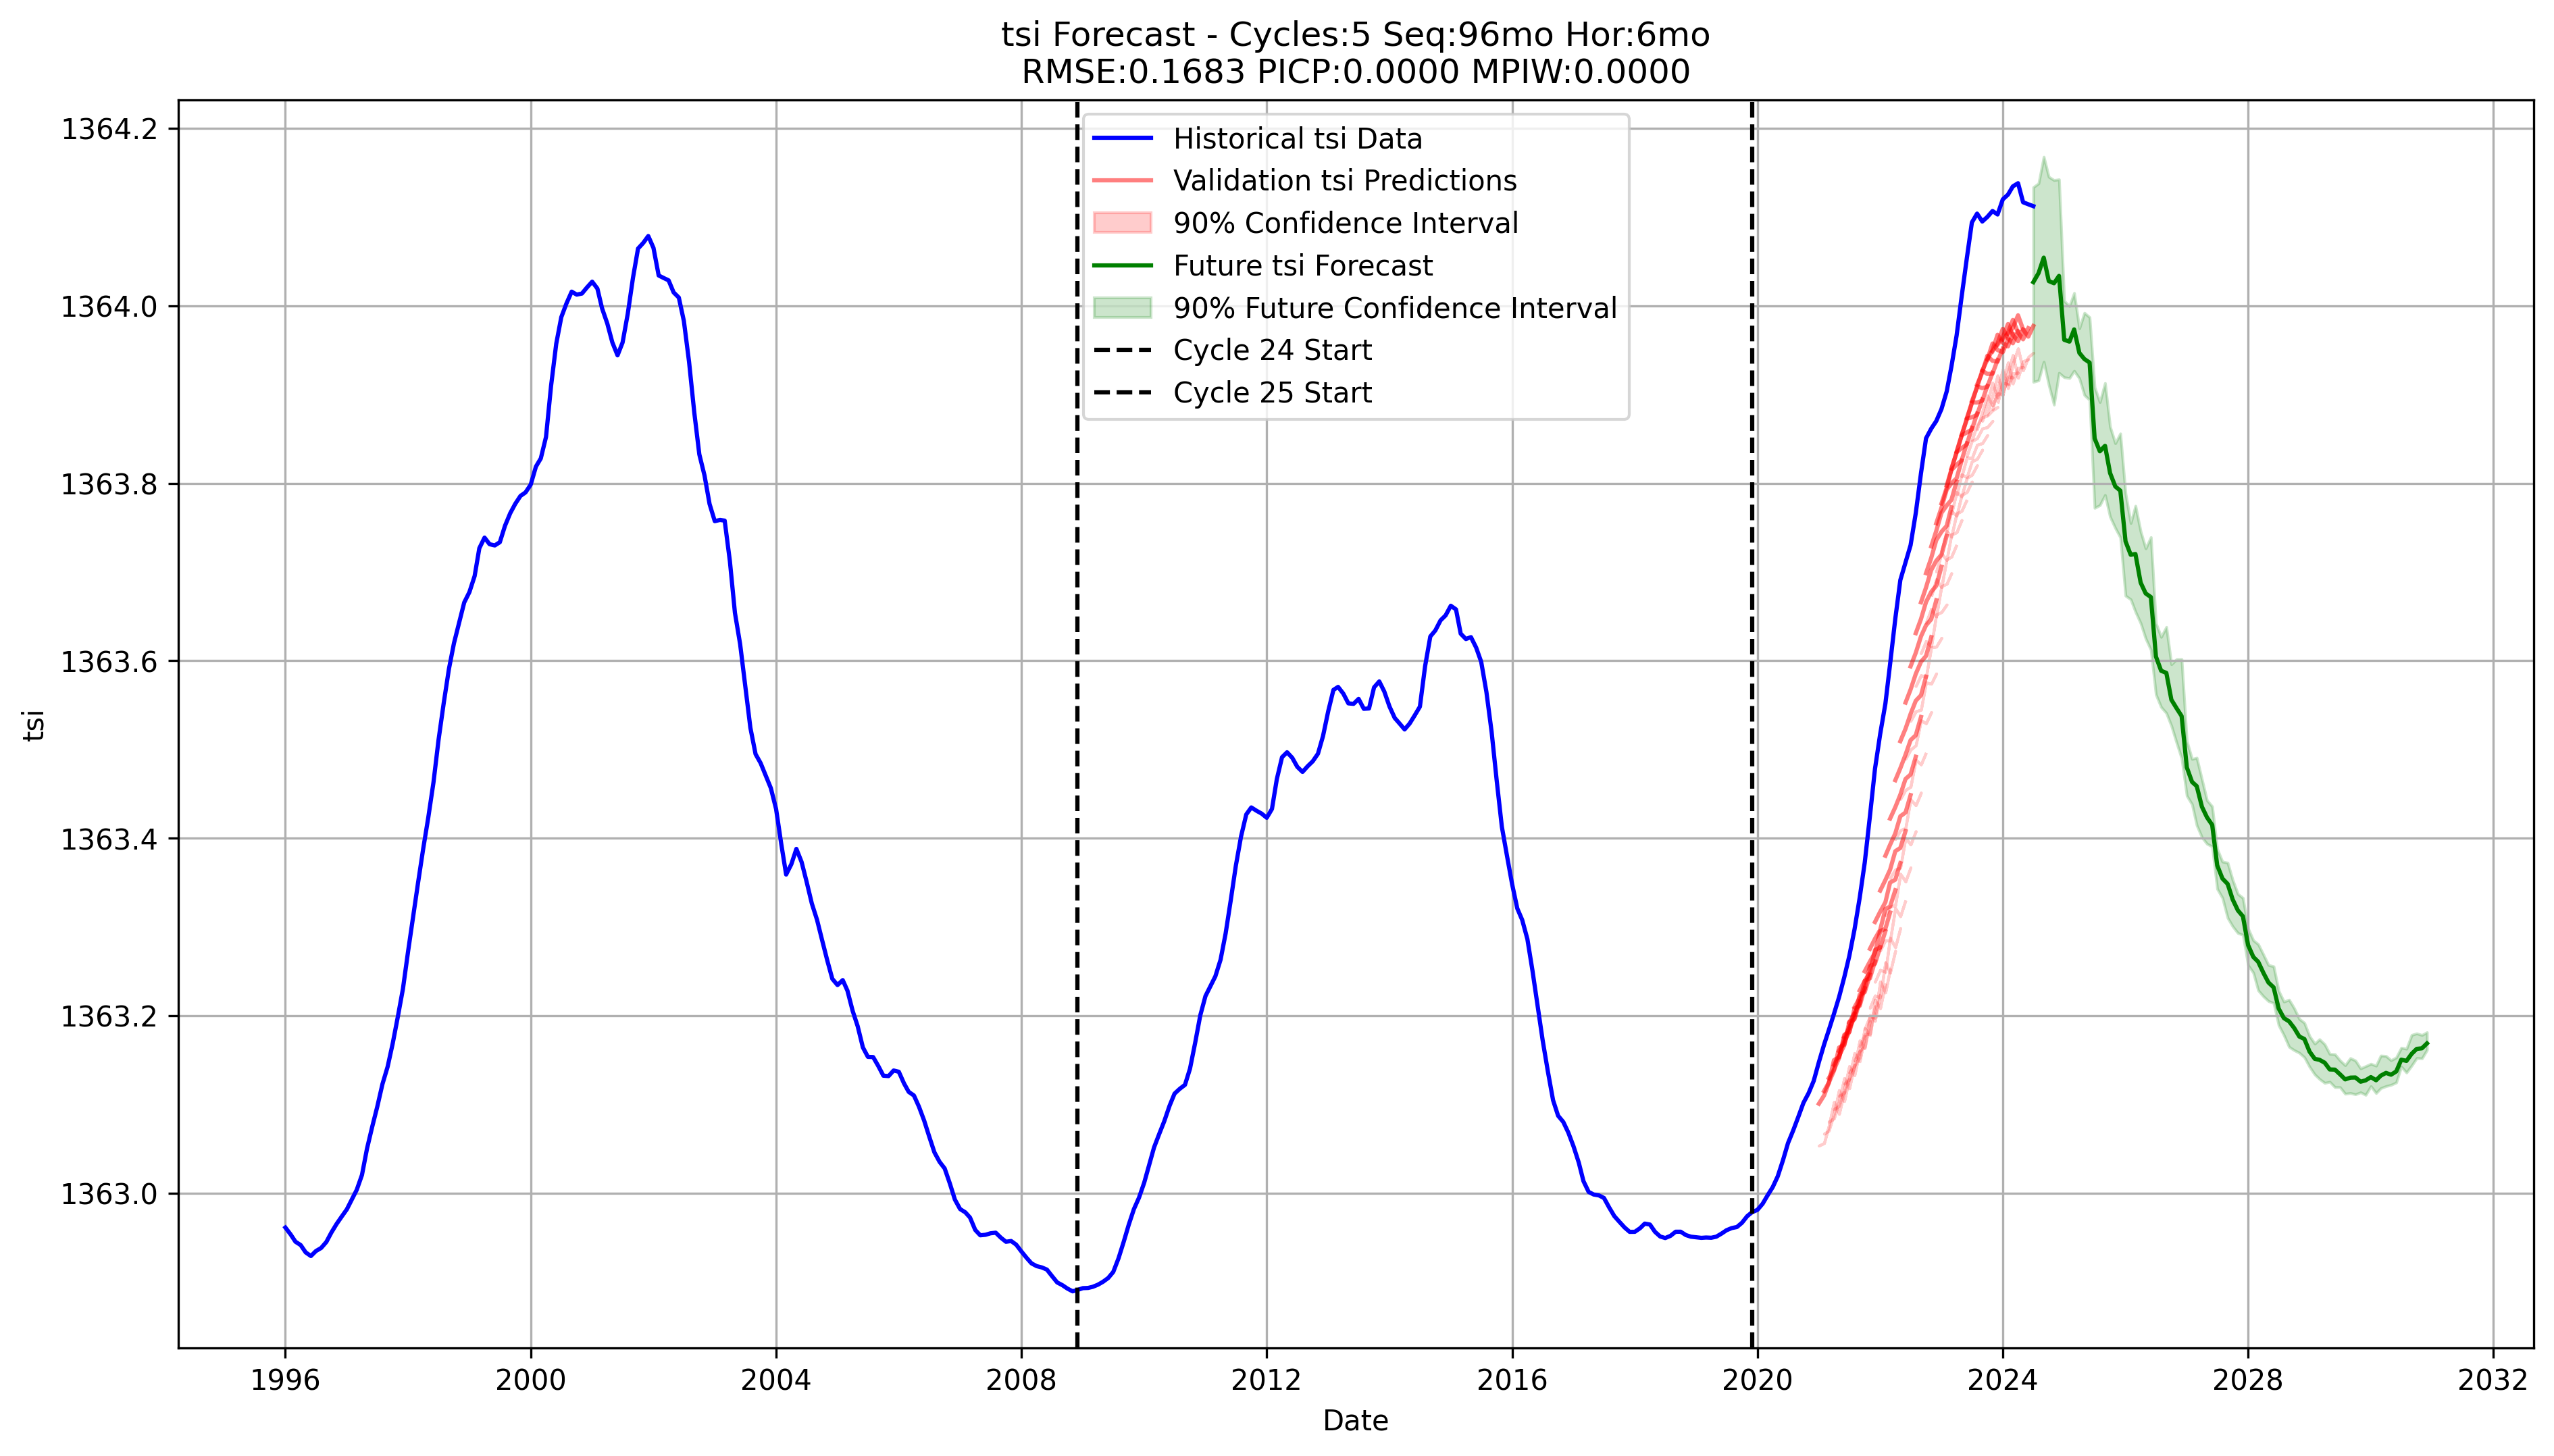 tsi Forecast - Cycles:5 Seq:96mo Hor:6mo
RMSE:0.1683 PICP:0.0000 MPIW:0.0000
Historical tsi Data
Validation tsi Predictions
90% Confidence Interval
Future tsi Forecast
90% Future Confidence Interval
Cycle 24 Start
Cycle 25 Start
1364.2
1364.0
1363.8
1363.6
1363.4
1363.2
1363.0
tsi
1996 2000 2004 2008 2012 2016 2020 2024 2028 2032
Date